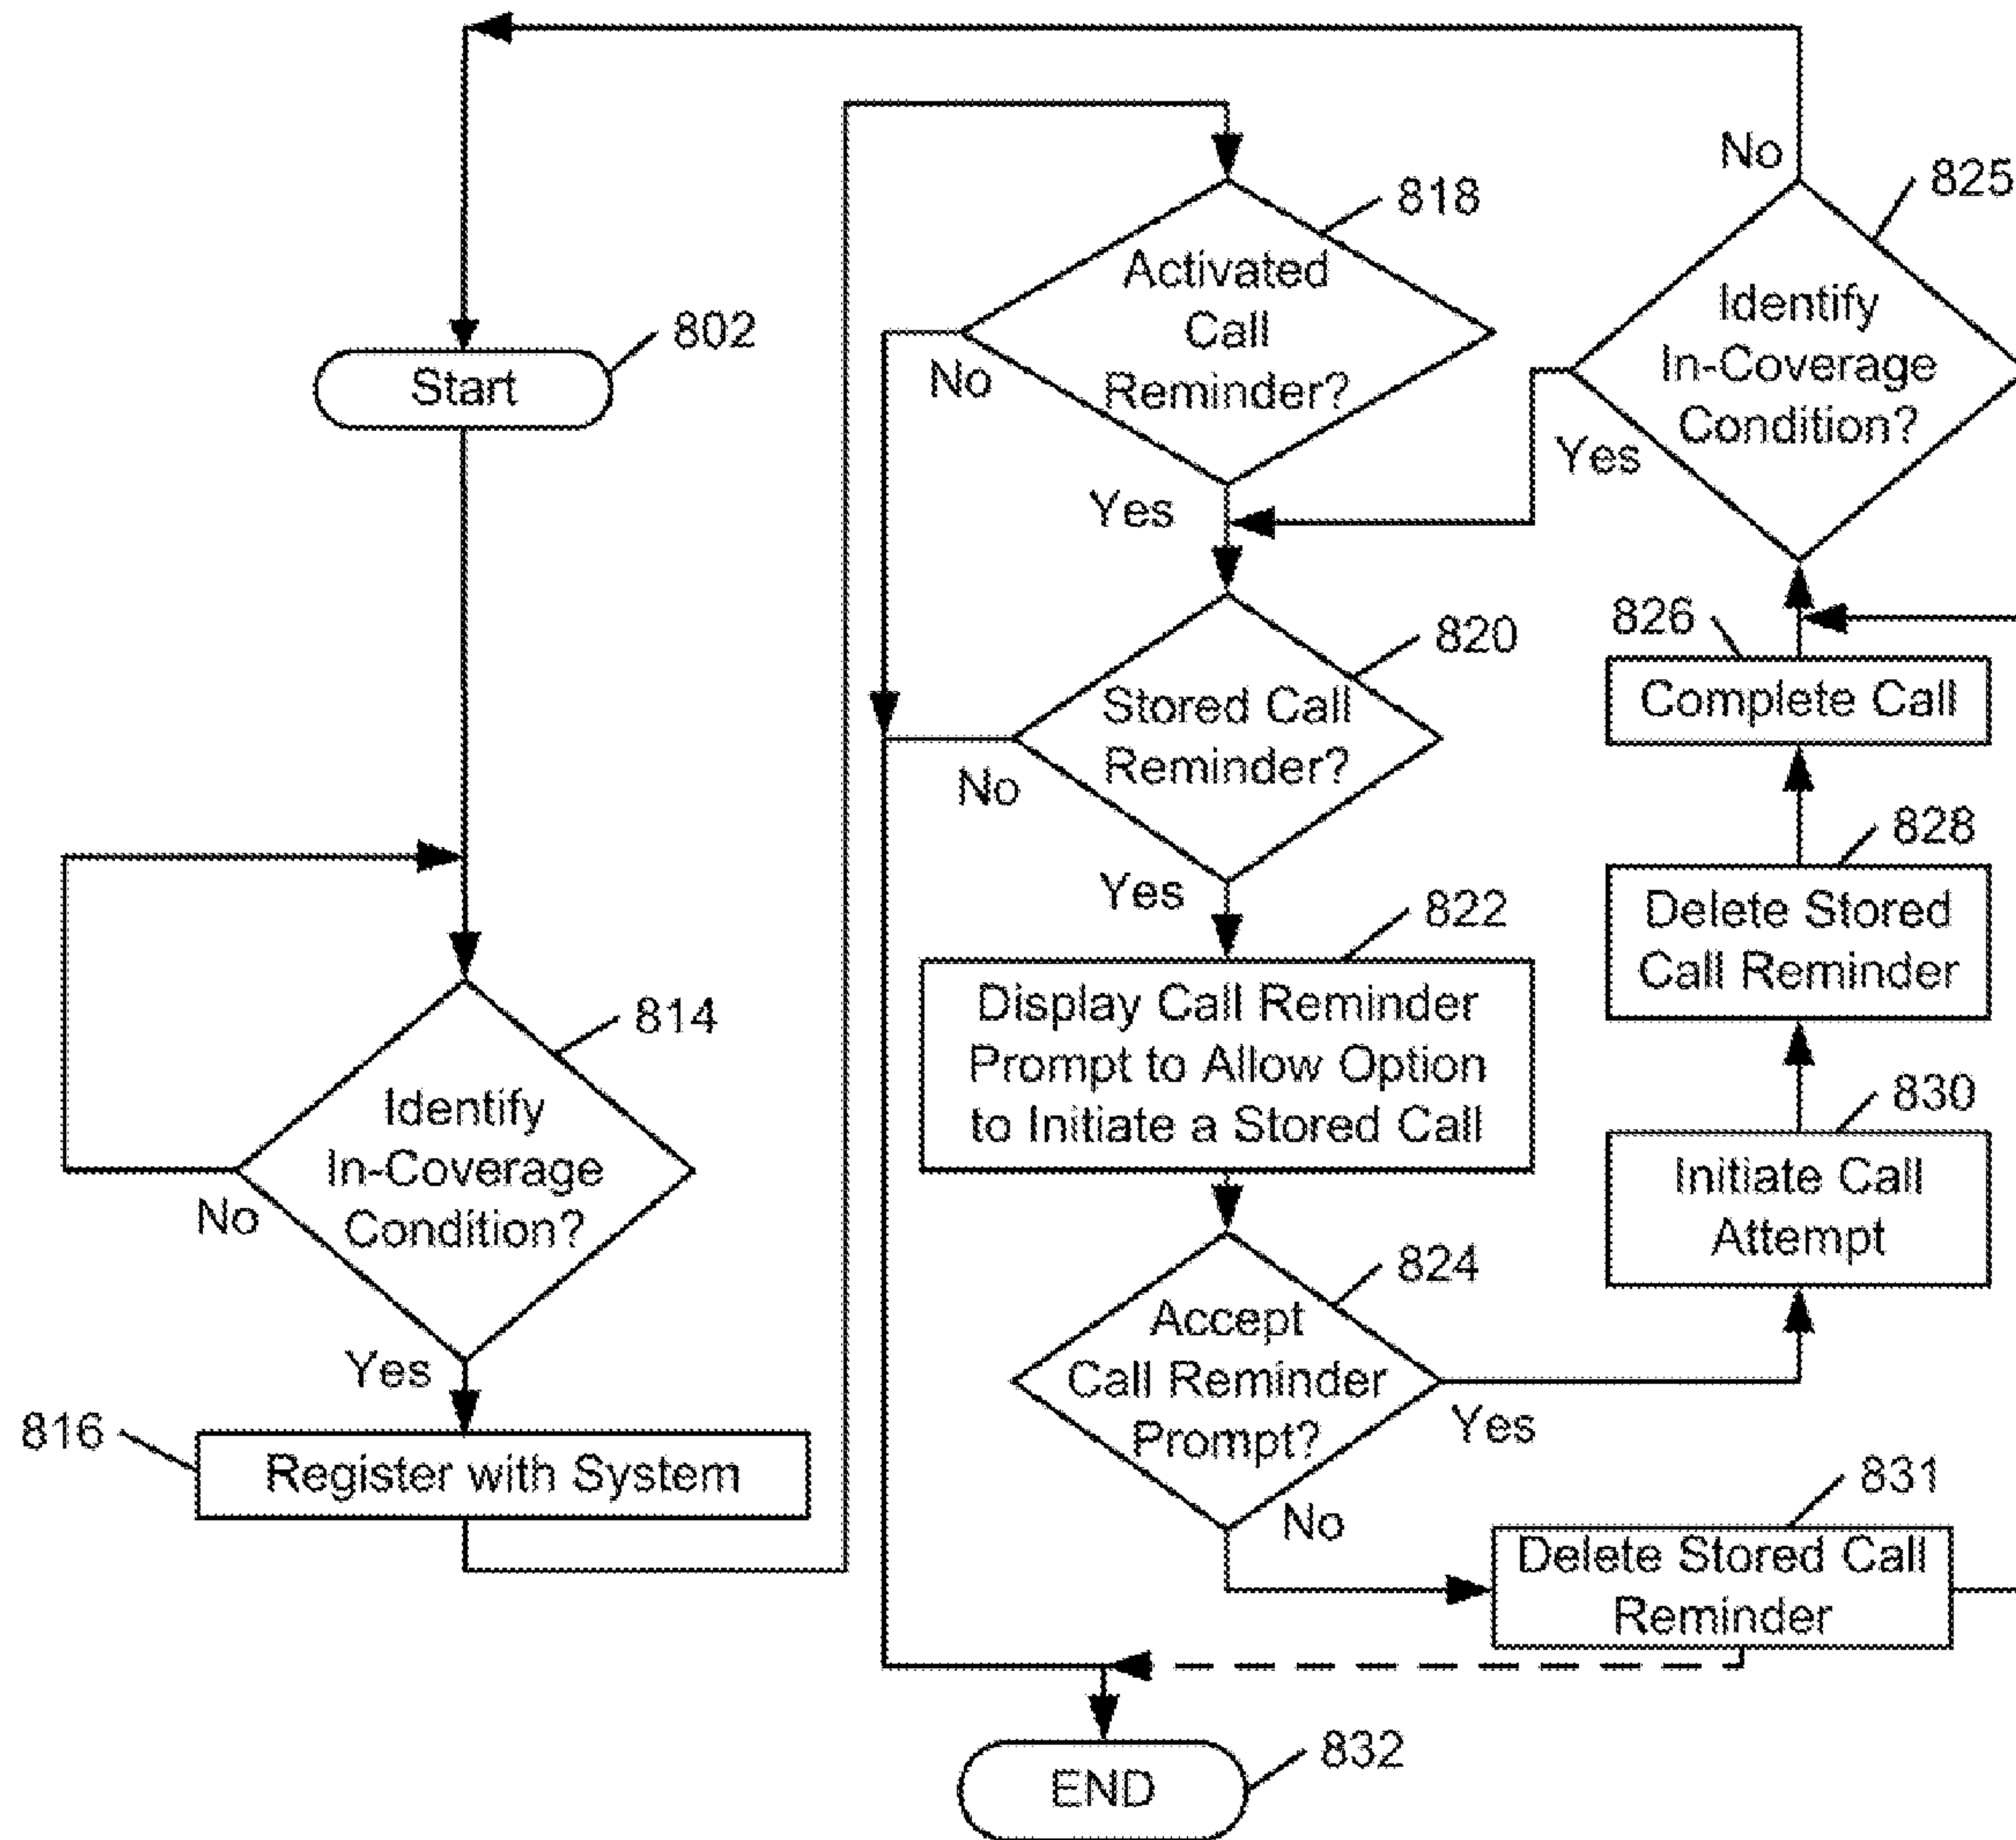 Start
802
Identify
In-Coverage
Condition?
814
No
Yes
816
Register with System
Activated
Call
Reminder?
818
No
Yes
Stored Call
Reminder?
820
No
Yes
822
Display Call Reminder
Prompt to Allow Option
to Initiate a Stored Call
824
Accept
Call Reminder
Prompt?
Yes
No
831
Delete Stored Call
Reminder
830
Initiate Call
Attempt
828
Delete Stored
Call Reminder
826
Complete Call
825
Identify
In-Coverage
Condition?
No
Yes
END
832